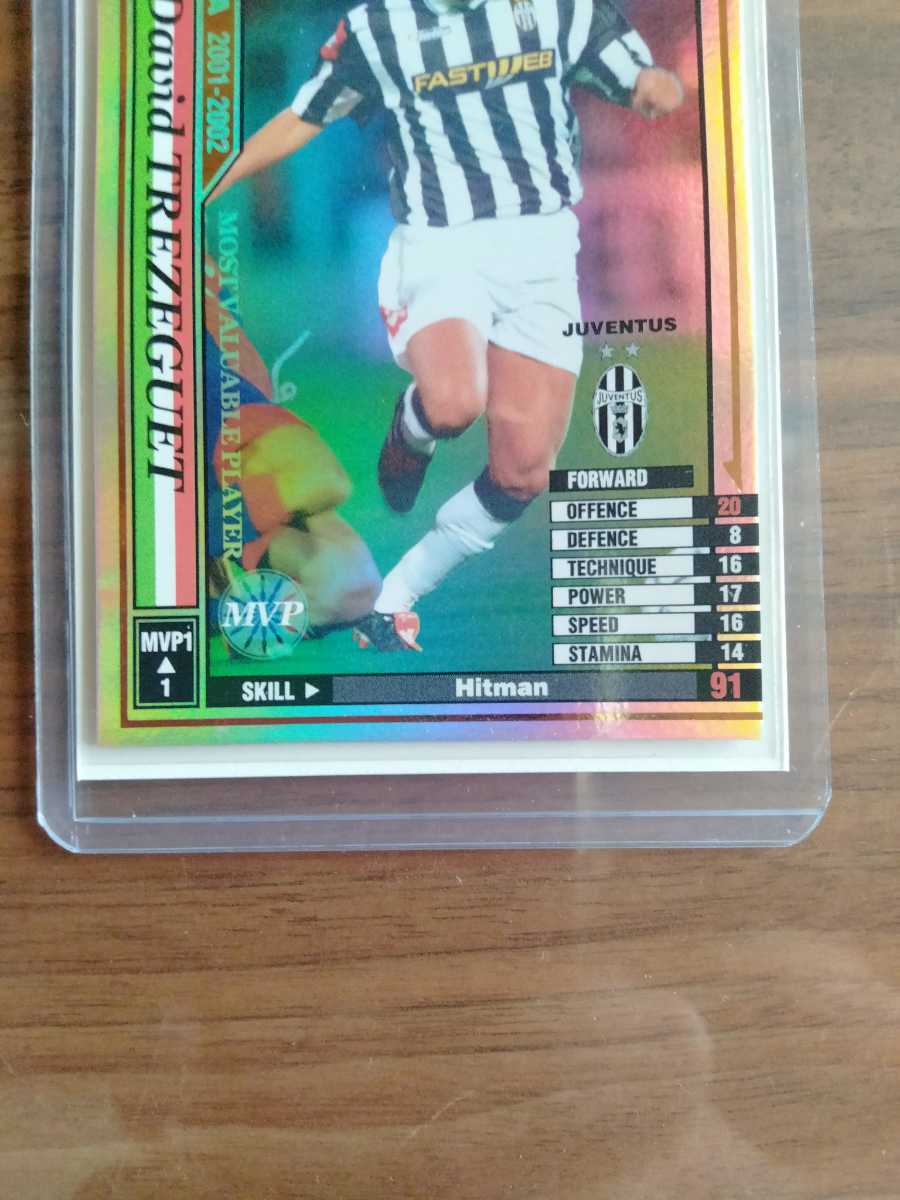 David TREZEGUET
A 2001-2002
FASTWEB
MOST VALUABLE PLAYER
JUVENTUS
JUVENTUS
FORWARD
OFFENCE 20
DEFENCE 8
TECHNIQUE 16
POWER 17
SPEED 16
STAMINA 14
MVP
MVP1
1
SKILL Hitman 91